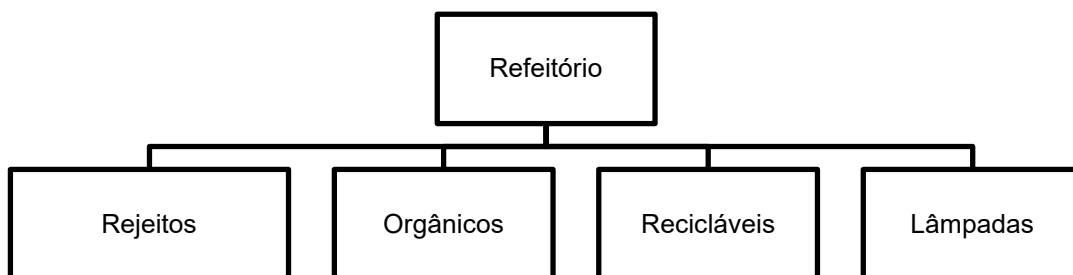 Refeitório
Rejeitos
Orgânicos
Recicláveis
Lâmpadas